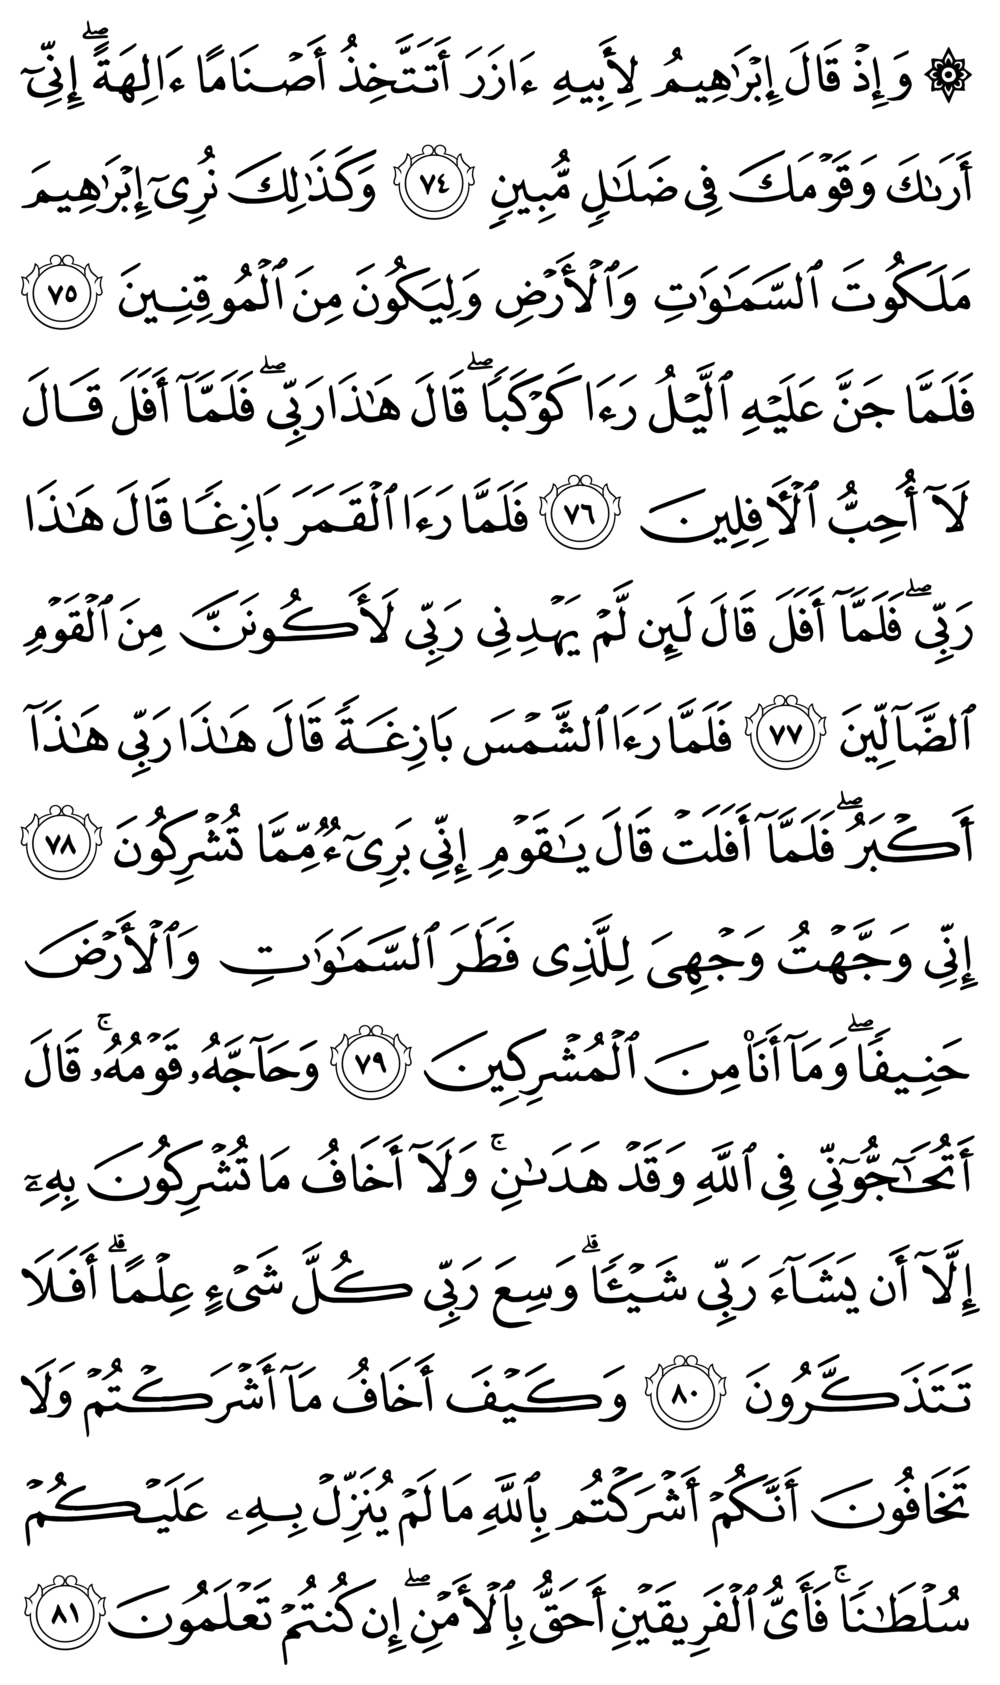 ۞ وَإِذۡ قَالَ إِبۡرَٰهِيمُ لِأَبِيهِ ءَازَرَ أَتَتَّخِذُ أَصۡنَامًا ءَالِهَةً ۖ إِنِّيٓ
أَرَىٰكَ وَقَوۡمَكَ فِي ضَلَٰلٖ مُّبِينٖ ٧٤ وَكَذَٰلِكَ نُرِيٓ إِبۡرَٰهِيمَ
مَلَكُوتَ ٱلسَّمَٰوَٰتِ وَٱلۡأَرۡضِ وَلِيَكُونَ مِنَ ٱلۡمُوقِنِينَ ٧٥
فَلَمَّا جَنَّ عَلَيۡهِ ٱلَّيۡلُ رَءَا كَوۡكَبٗاۖ قَالَ هَٰذَا رَبِّيۖ فَلَمَّآ أَفَلَ قَالَ
لَآ أُحِبُّ ٱلۡأٓفِلِينَ ٧٦ فَلَمَّا رَءَا ٱلۡقَمَرَ بَازِغٗا قَالَ هَٰذَا
رَبِّيۖ فَلَمَّآ أَفَلَ قَالَ لَئِن لَّمۡ يَهۡدِنِي رَبِّي لَأَكُونَنَّ مِنَ ٱلۡقَوۡمِ
ٱلضَّآلِّينَ ٧٧ فَلَمَّا رَءَا ٱلشَّمۡسَ بَازِغَةٗ قَالَ هَٰذَا رَبِّي هَٰذَآ
أَكۡبَرُۖ فَلَمَّآ أَفَلَتۡ قَالَ يَٰقَوۡمِ إِنِّي بَرِيٓءٞ مِّمَّا تُشۡرِكُونَ ٧٨
إِنِّي وَجَّهۡتُ وَجۡهِيَ لِلَّذِي فَطَرَ ٱلسَّمَٰوَٰتِ وَٱلۡأَرۡضَ
حَنِيفٗاۖ وَمَآ أَنَا۠ مِنَ ٱلۡمُشۡرِكِينَ ٧٩ وَحَآجَّهُۥ قَوۡمُهُۥۚ قَالَ
أَتُحَٰٓجُّوٓنِّي فِي ٱللَّهِ وَقَدۡ هَدَىٰنِۚ وَلَآ أَخَافُ مَا تُشۡرِكُونَ بِهِۦٓ
إِلَّآ أَن يَشَآءَ رَبِّي شَيۡـٔٗاۗ وَسِعَ رَبِّي كُلَّ شَيۡءٍ عِلۡمًاۗ أَفَلَا
تَتَذَكَّرُونَ ٨٠ وَكَيۡفَ أَخَافُ مَآ أَشۡرَكۡتُمۡ وَلَا
تَخَافُونَ أَنَّكُمۡ أَشۡرَكۡتُم بِٱللَّهِ مَا لَمۡ يُنَزِّلۡ بِهِۦ عَلَيۡكُمۡ
سُلۡطَٰنٗاۚ فَأَيُّ ٱلۡفَرِيقَيۡنِ أَحَقُّ بِٱلۡأَمۡنِۖ إِن كُنتُمۡ تَعۡلَمُونَ ٨١